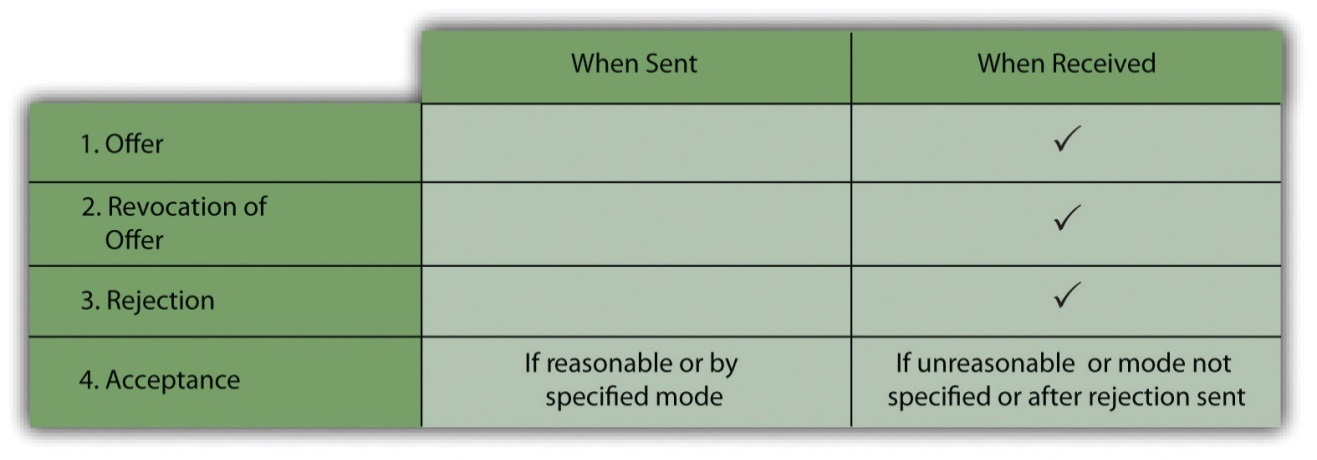 When Sent
When Received
1. Offer
✓
2. Revocation of
Offer
✓
3. Rejection
✓
4. Acceptance
If reasonable or by
specified mode
If unreasonable or mode not
specified or after rejection sent